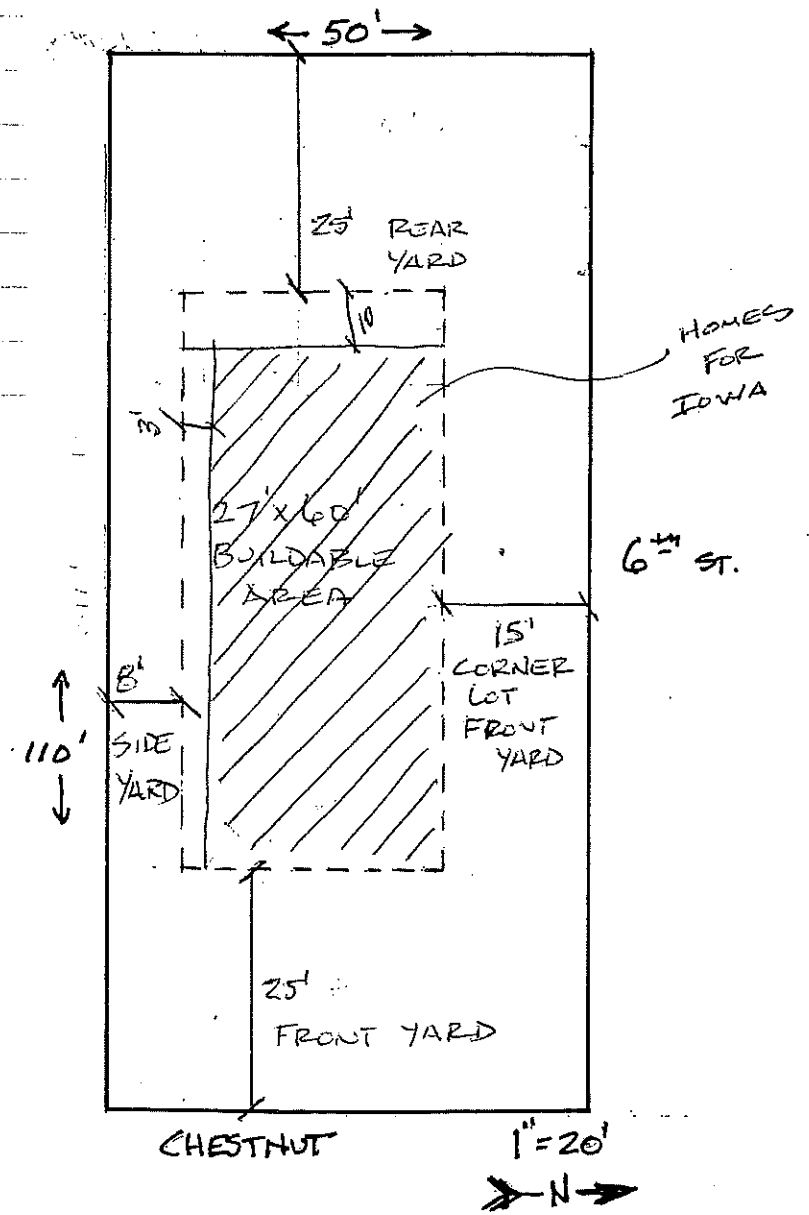 50'
25' REAR
YARD
10
HOMES
FOR
IOWA
3'
27' x 60'
BUILDABLE
AREA
6TH ST.
15'
CORNER
LOT
FRONT
YARD
8'
SIDE
YARD
110'
25'
FRONT YARD
CHESTNUT
1" = 20'
N